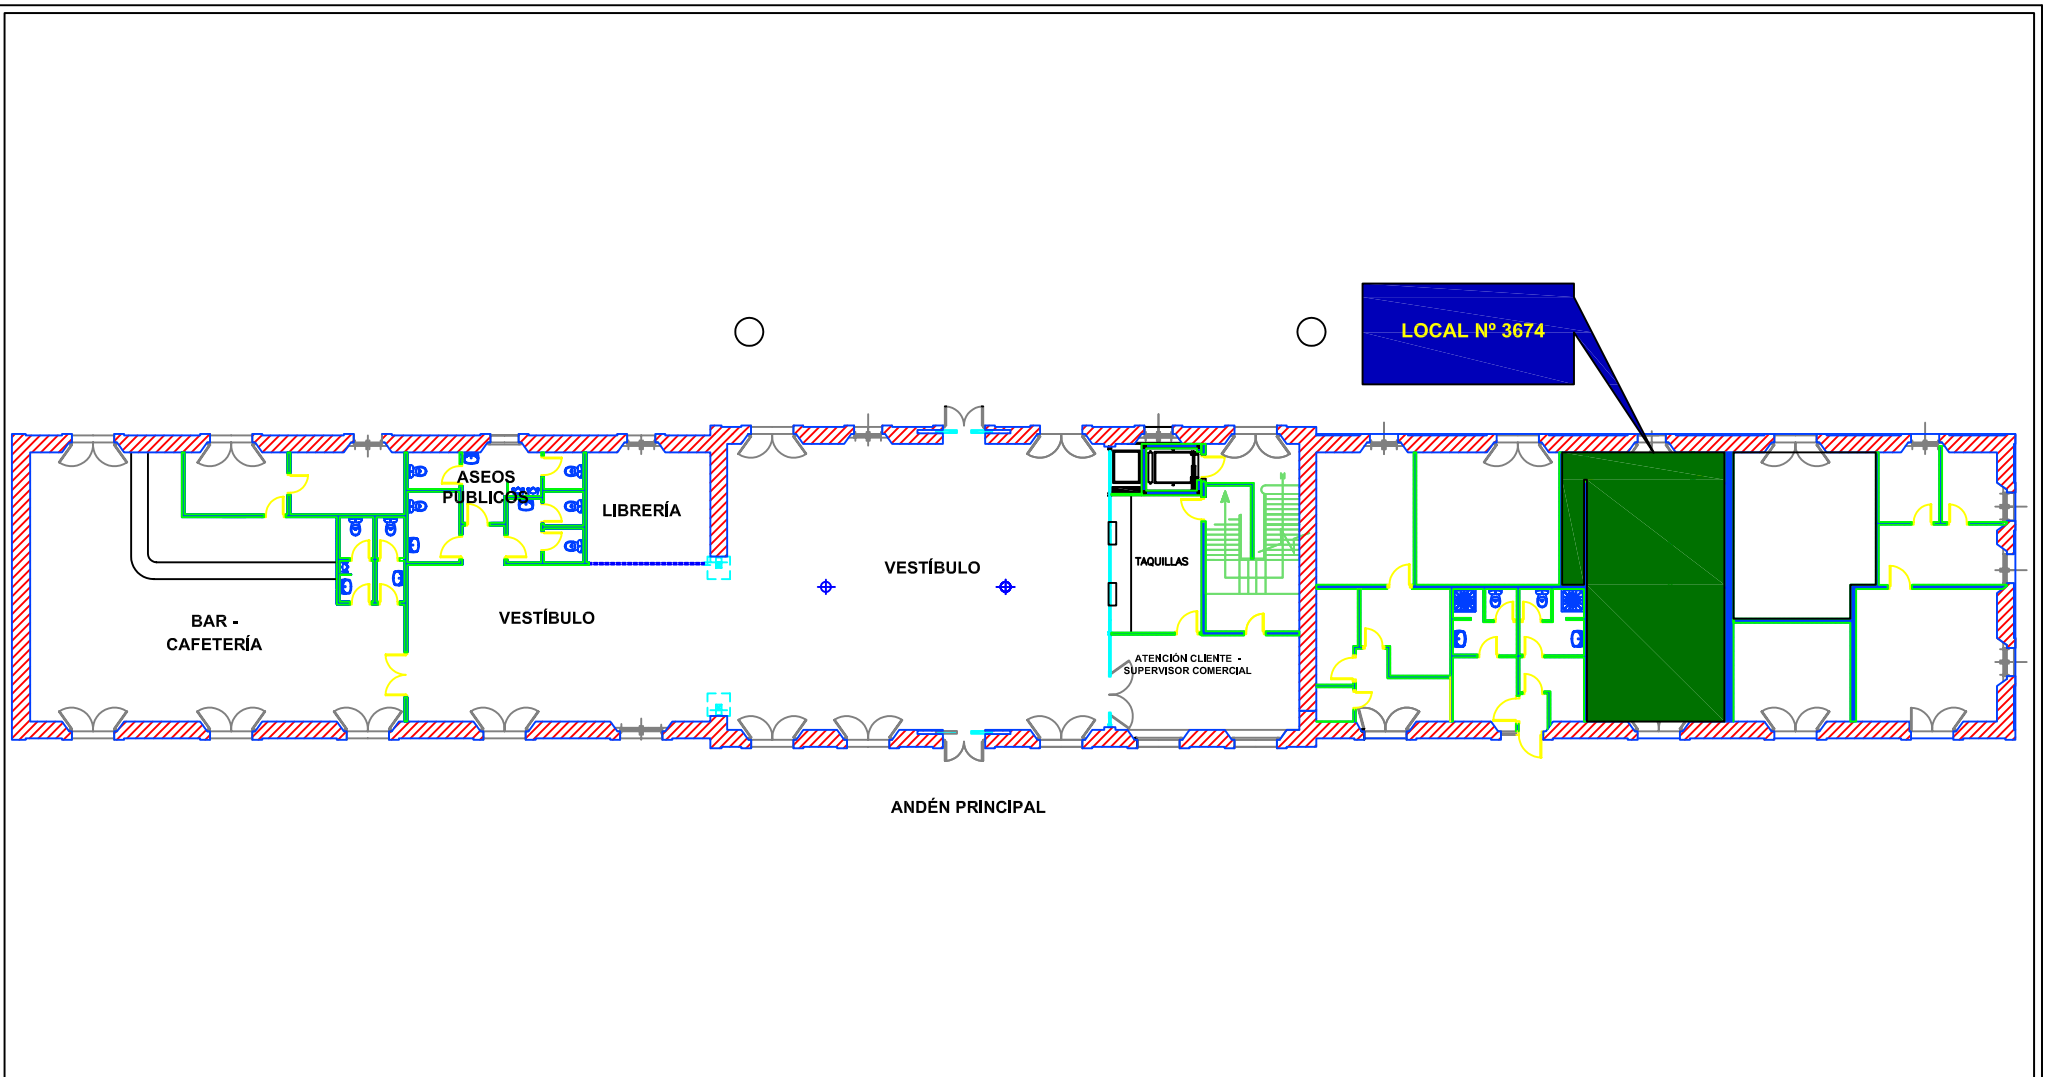 LOCAL Nº 3674
ASEOS
PÚBLICOS
LIBRERÍA
VESTÍBULO
TAQUILLAS
BAR -
CAFETERÍA
VESTÍBULO
ATENCIÓN CLIENTE -
SUPERVISOR COMERCIAL
ANDÉN PRINCIPAL